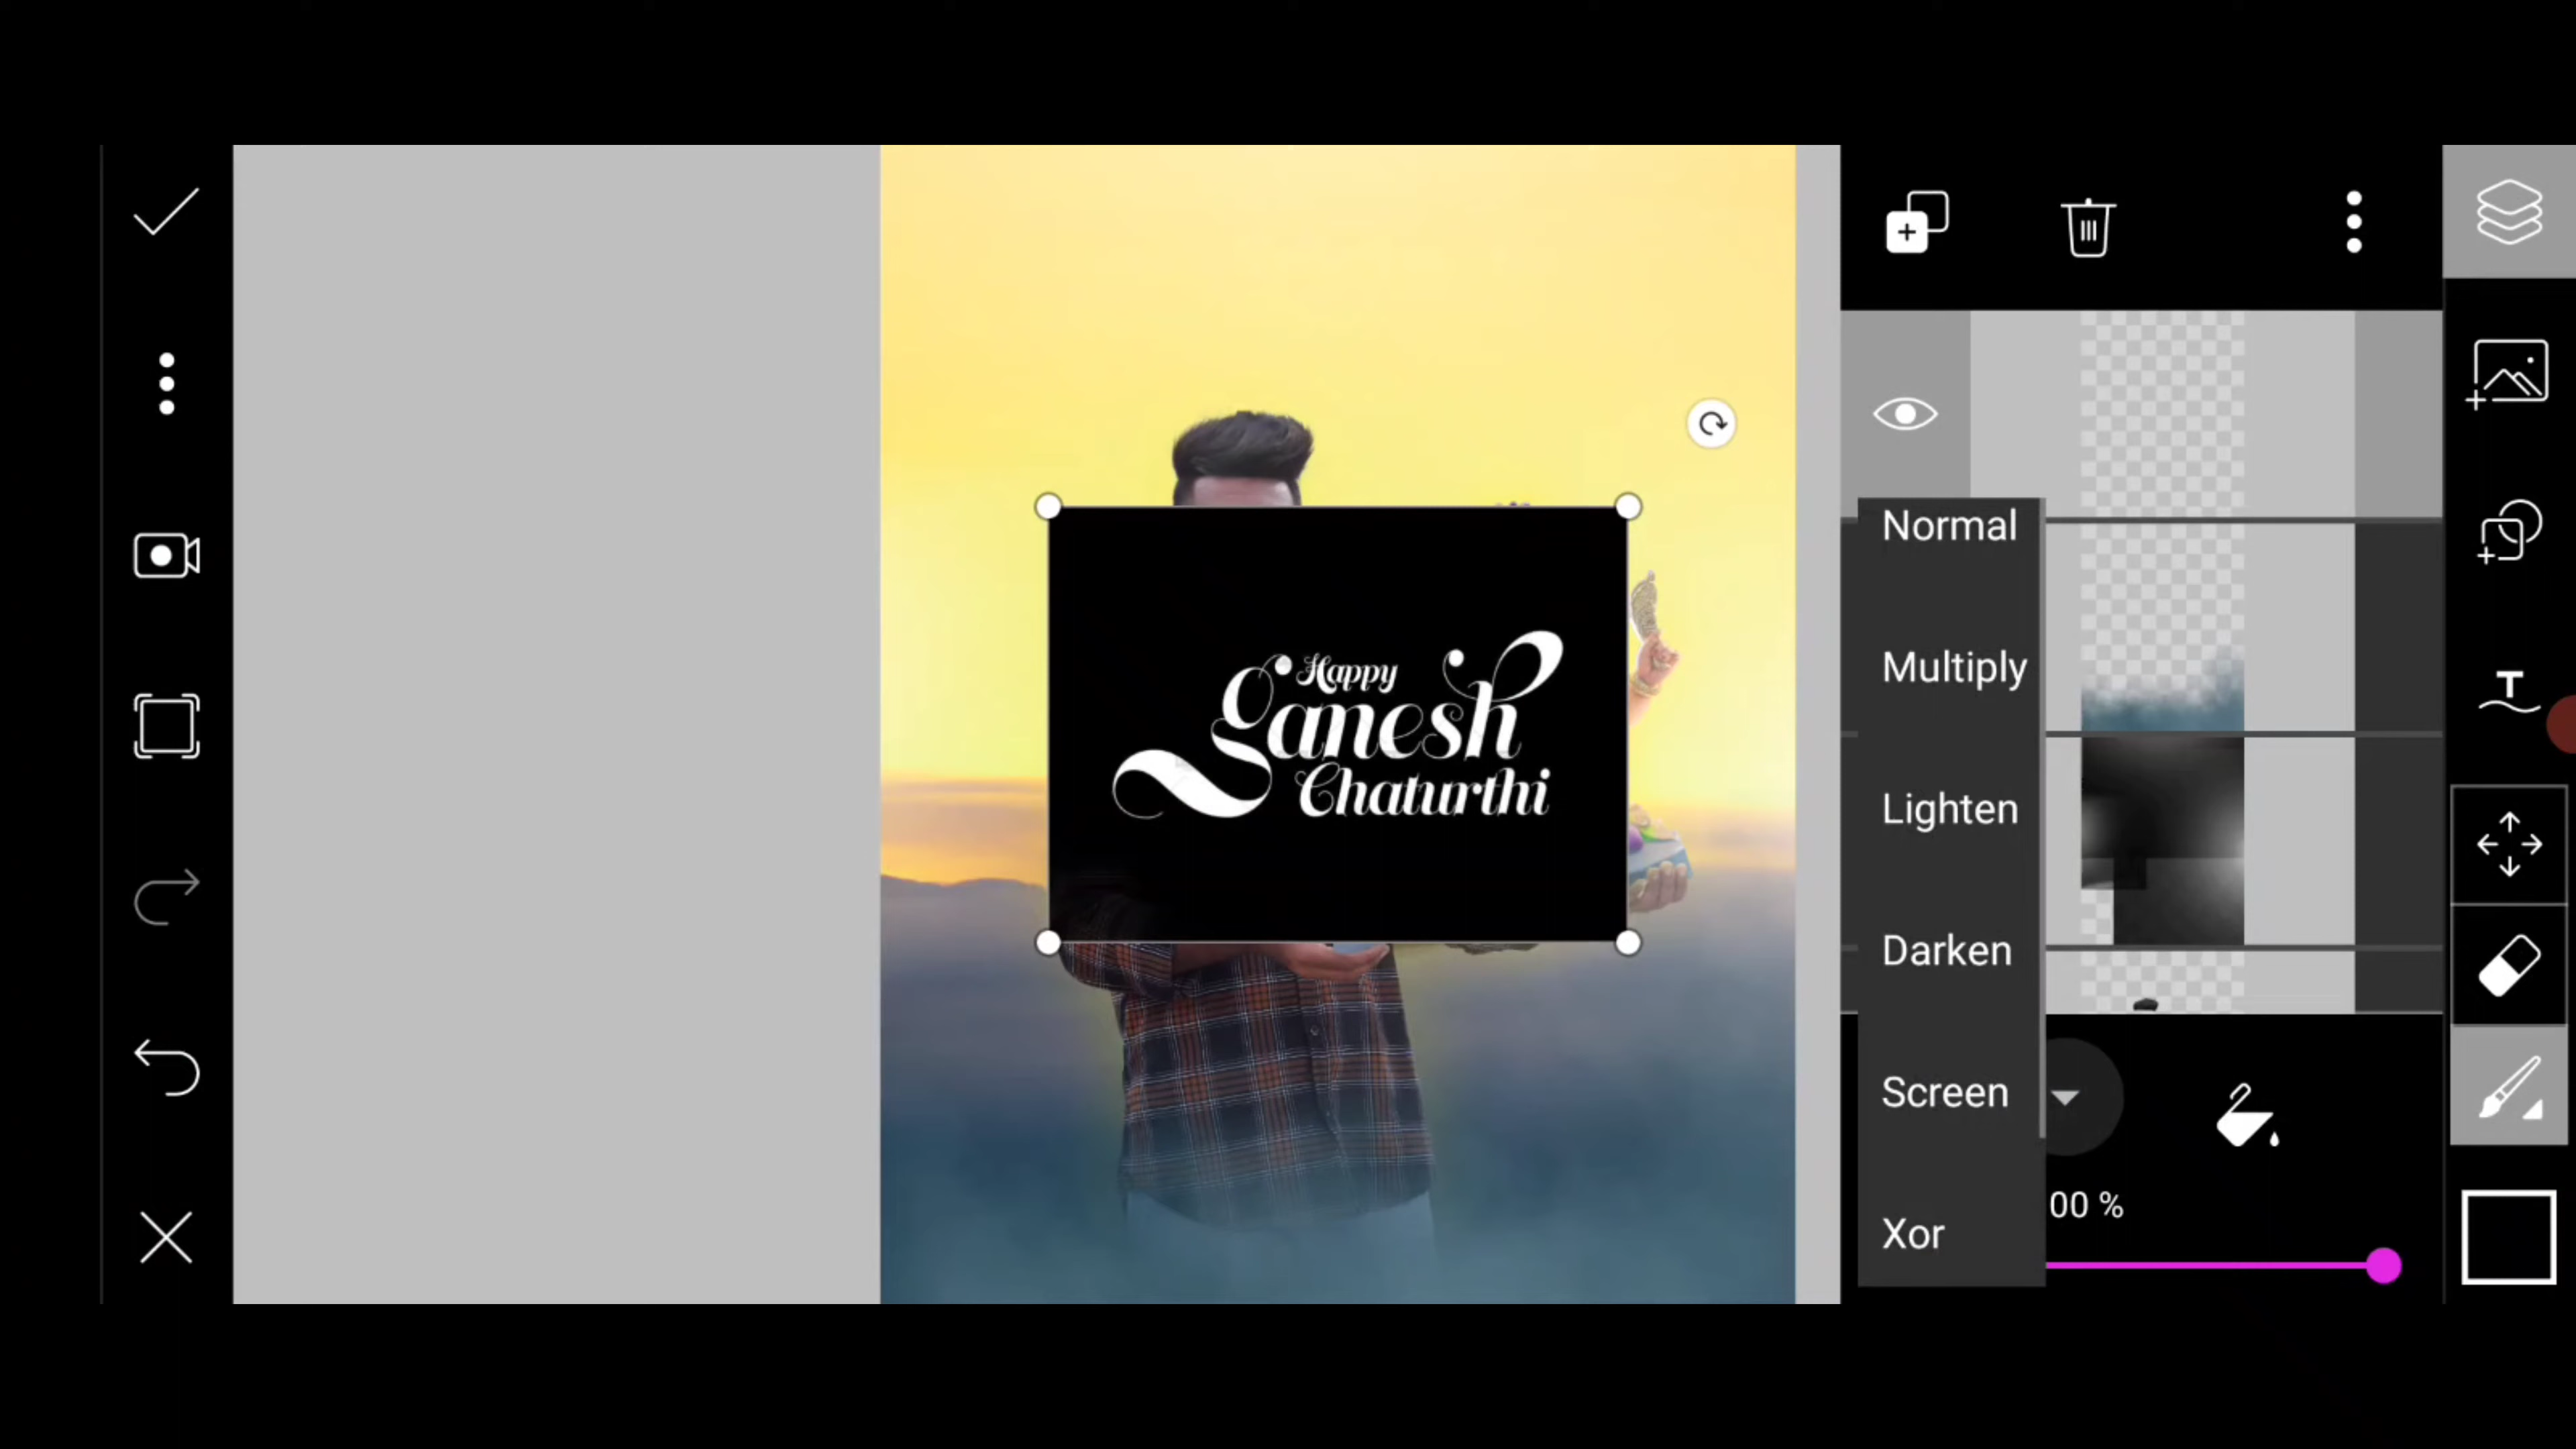 Happy
Ganesh
Chaturthi
Normal
Multiply
Lighten
Darken
Screen
Xor
00 %